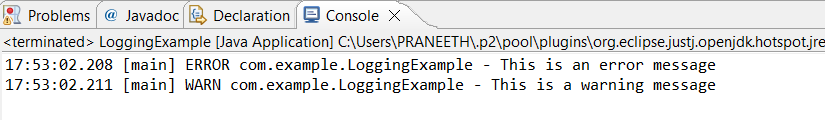 Problems @ Javadoc Declaration Console
<terminated> LoggingExample [Java Application] C:\Users\PRANEETH\.p2\pool\plugins\org.eclipse.justj.openjdk.hotspot.jre
17:53:02.208 [main] ERROR com.example.LoggingExample - This is an error message
17:53:02.211 [main] WARN com.example.LoggingExample - This is a warning message